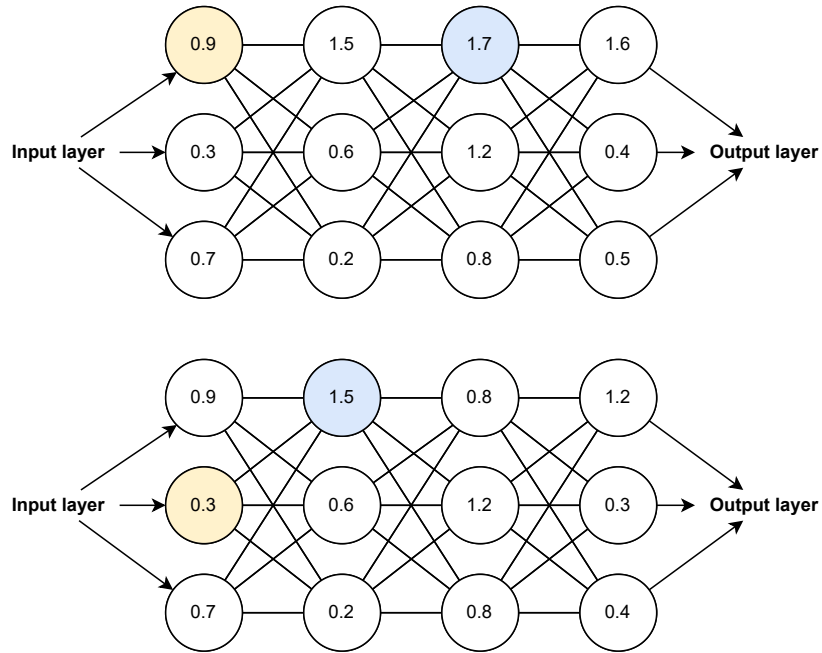 0.9 1.5 1.7 1.6
Input layer 0.3 0.6 1.2 0.4 Output layer
0.7 0.2 0.8 0.5
0.9 1.5 0.8 1.2
Input layer 0.3 0.6 1.2 0.3 Output layer
0.7 0.2 0.8 0.4